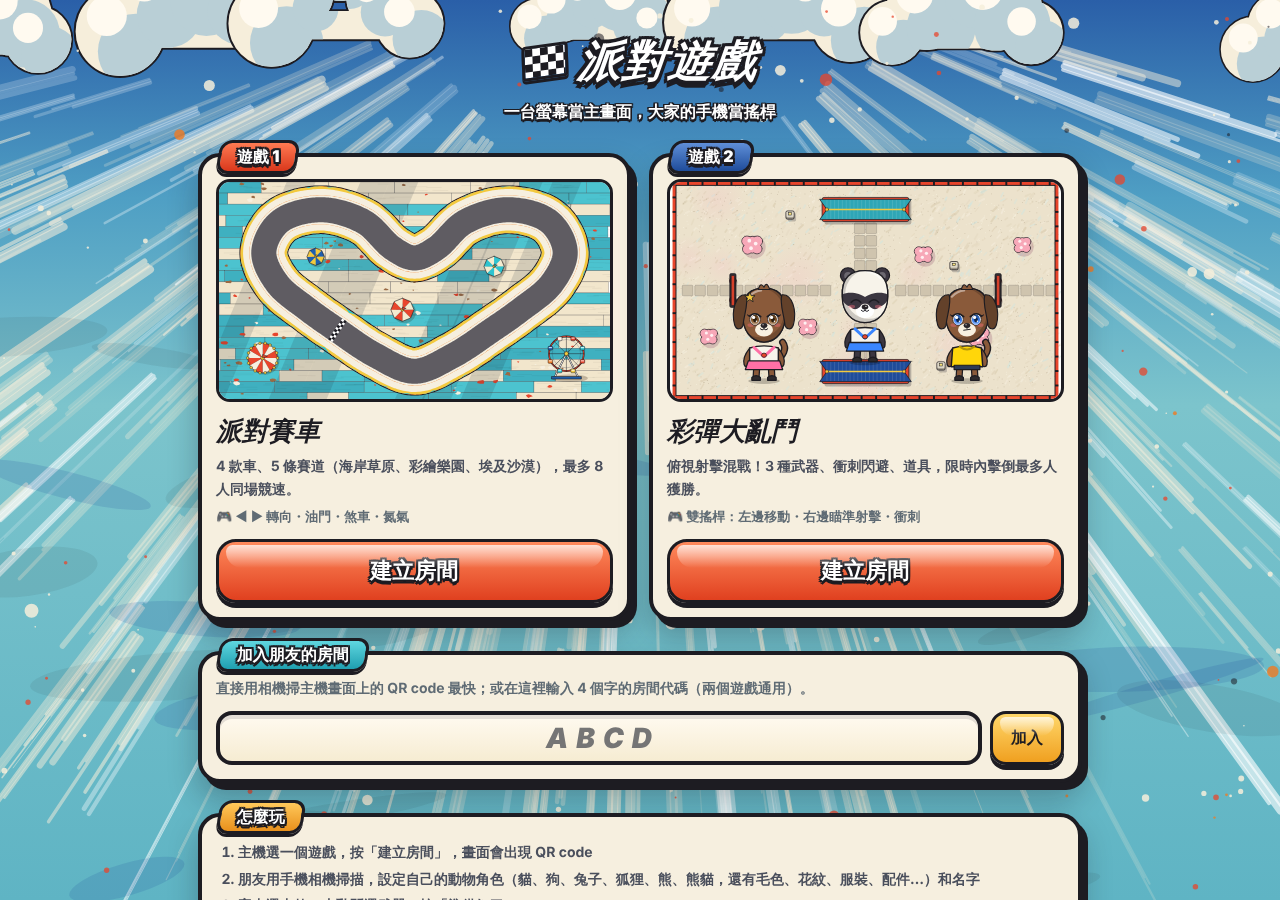 派對遊戲
一台螢幕當主畫面，大家的手機當搖桿
遊戲 1
派對賽車
4 款車、5 條賽道（海岸草原、彩繪樂園、埃及沙漠），最多 8
人同場競速。
🎮 ◀ ▶ 轉向・油門・煞車・氮氣
建立房間
遊戲 2
彩彈大亂鬥
俯視射擊混戰！3 種武器、衝刺閃避、道具，限時內擊倒最多人
獲勝。
🎮 雙搖桿：左邊移動・右邊瞄準射擊・衝刺
建立房間
加入朋友的房間
直接用相機掃主機畫面上的 QR code 最快；或在這裡輸入 4 個字的房間代碼（兩個遊戲通用）。
ABCD
加入
怎麼玩
1. 主機選一個遊戲，按「建立房間」，畫面會出現 QR code
2. 朋友用手機相機掃描，設定自己的動物角色（貓、狗、兔子、狐狸、熊、熊貓，還有毛色、花紋、服裝、配件…）和名字